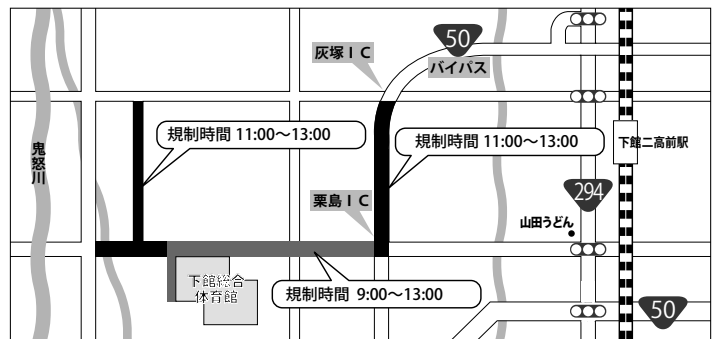 50
灰塚ＩＣ
バイパス
規制時間 11:00～13:00
規制時間 11:00～13:00
下館二高前駅
鬼怒川
294
栗島ＩＣ
山田うどん
下館総合
体育館
規制時間 9:00～13:00
50